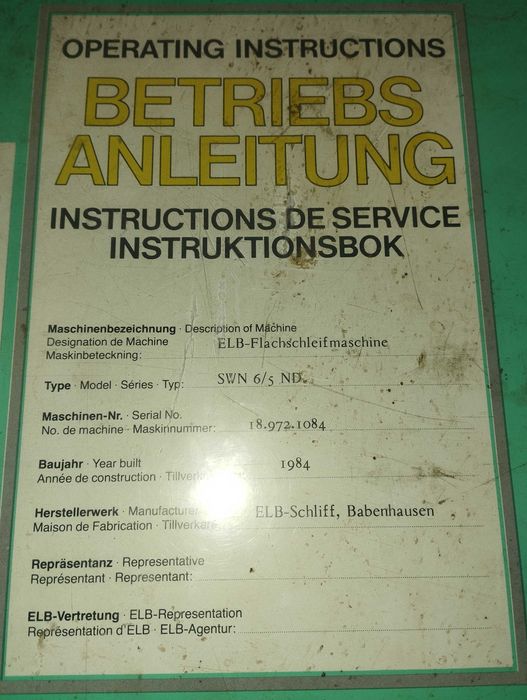 OPERATING INSTRUCTIONS
BETRIEBS
ANLEITUNG
INSTRUCTIONS DE SERVICE
INSTRUKTIONSBOK
Maschinenbezeichnung · Description of Machine
Designation de Machine ELB-Flachschleifmaschine
Maskinbeteckning:
Type · Model · Séries · Typ: SWN 6/5 ND.
Maschinen-Nr. · Serial No.
No. de machine · Maskinnummer: 18.972.1084
Baujahr · Year built 1984
Année de construction ·
Herstellerwerk · Manufacturer ELB-Schliff, Babenhausen
Maison de Fabrication ·
Repräsentanz · Representative
Représentant · Representant:
ELB-Vertretung · ELB-Representation
Représentation d'ELB · ELB-Agentur: